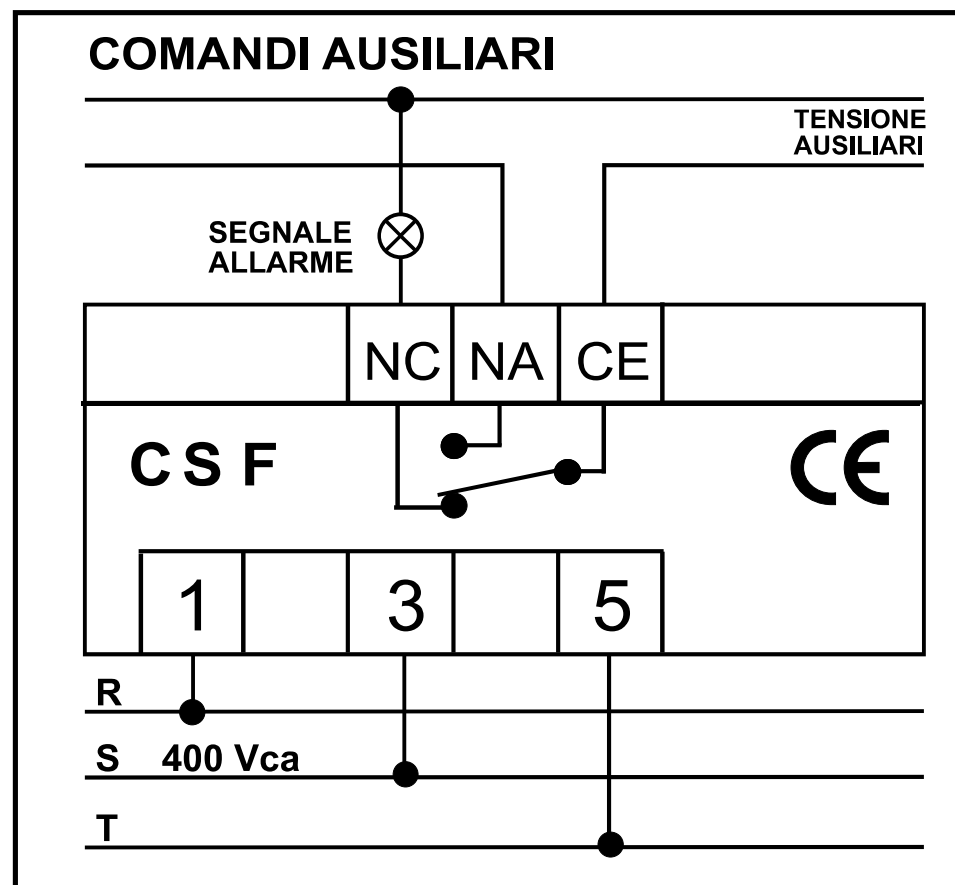 COMANDI AUSILIARI
TENSIONE
AUSILIARI
SEGNALE
ALLARME
NC NA CE
C S F CE
1 3 5
R
S 400 Vca
T